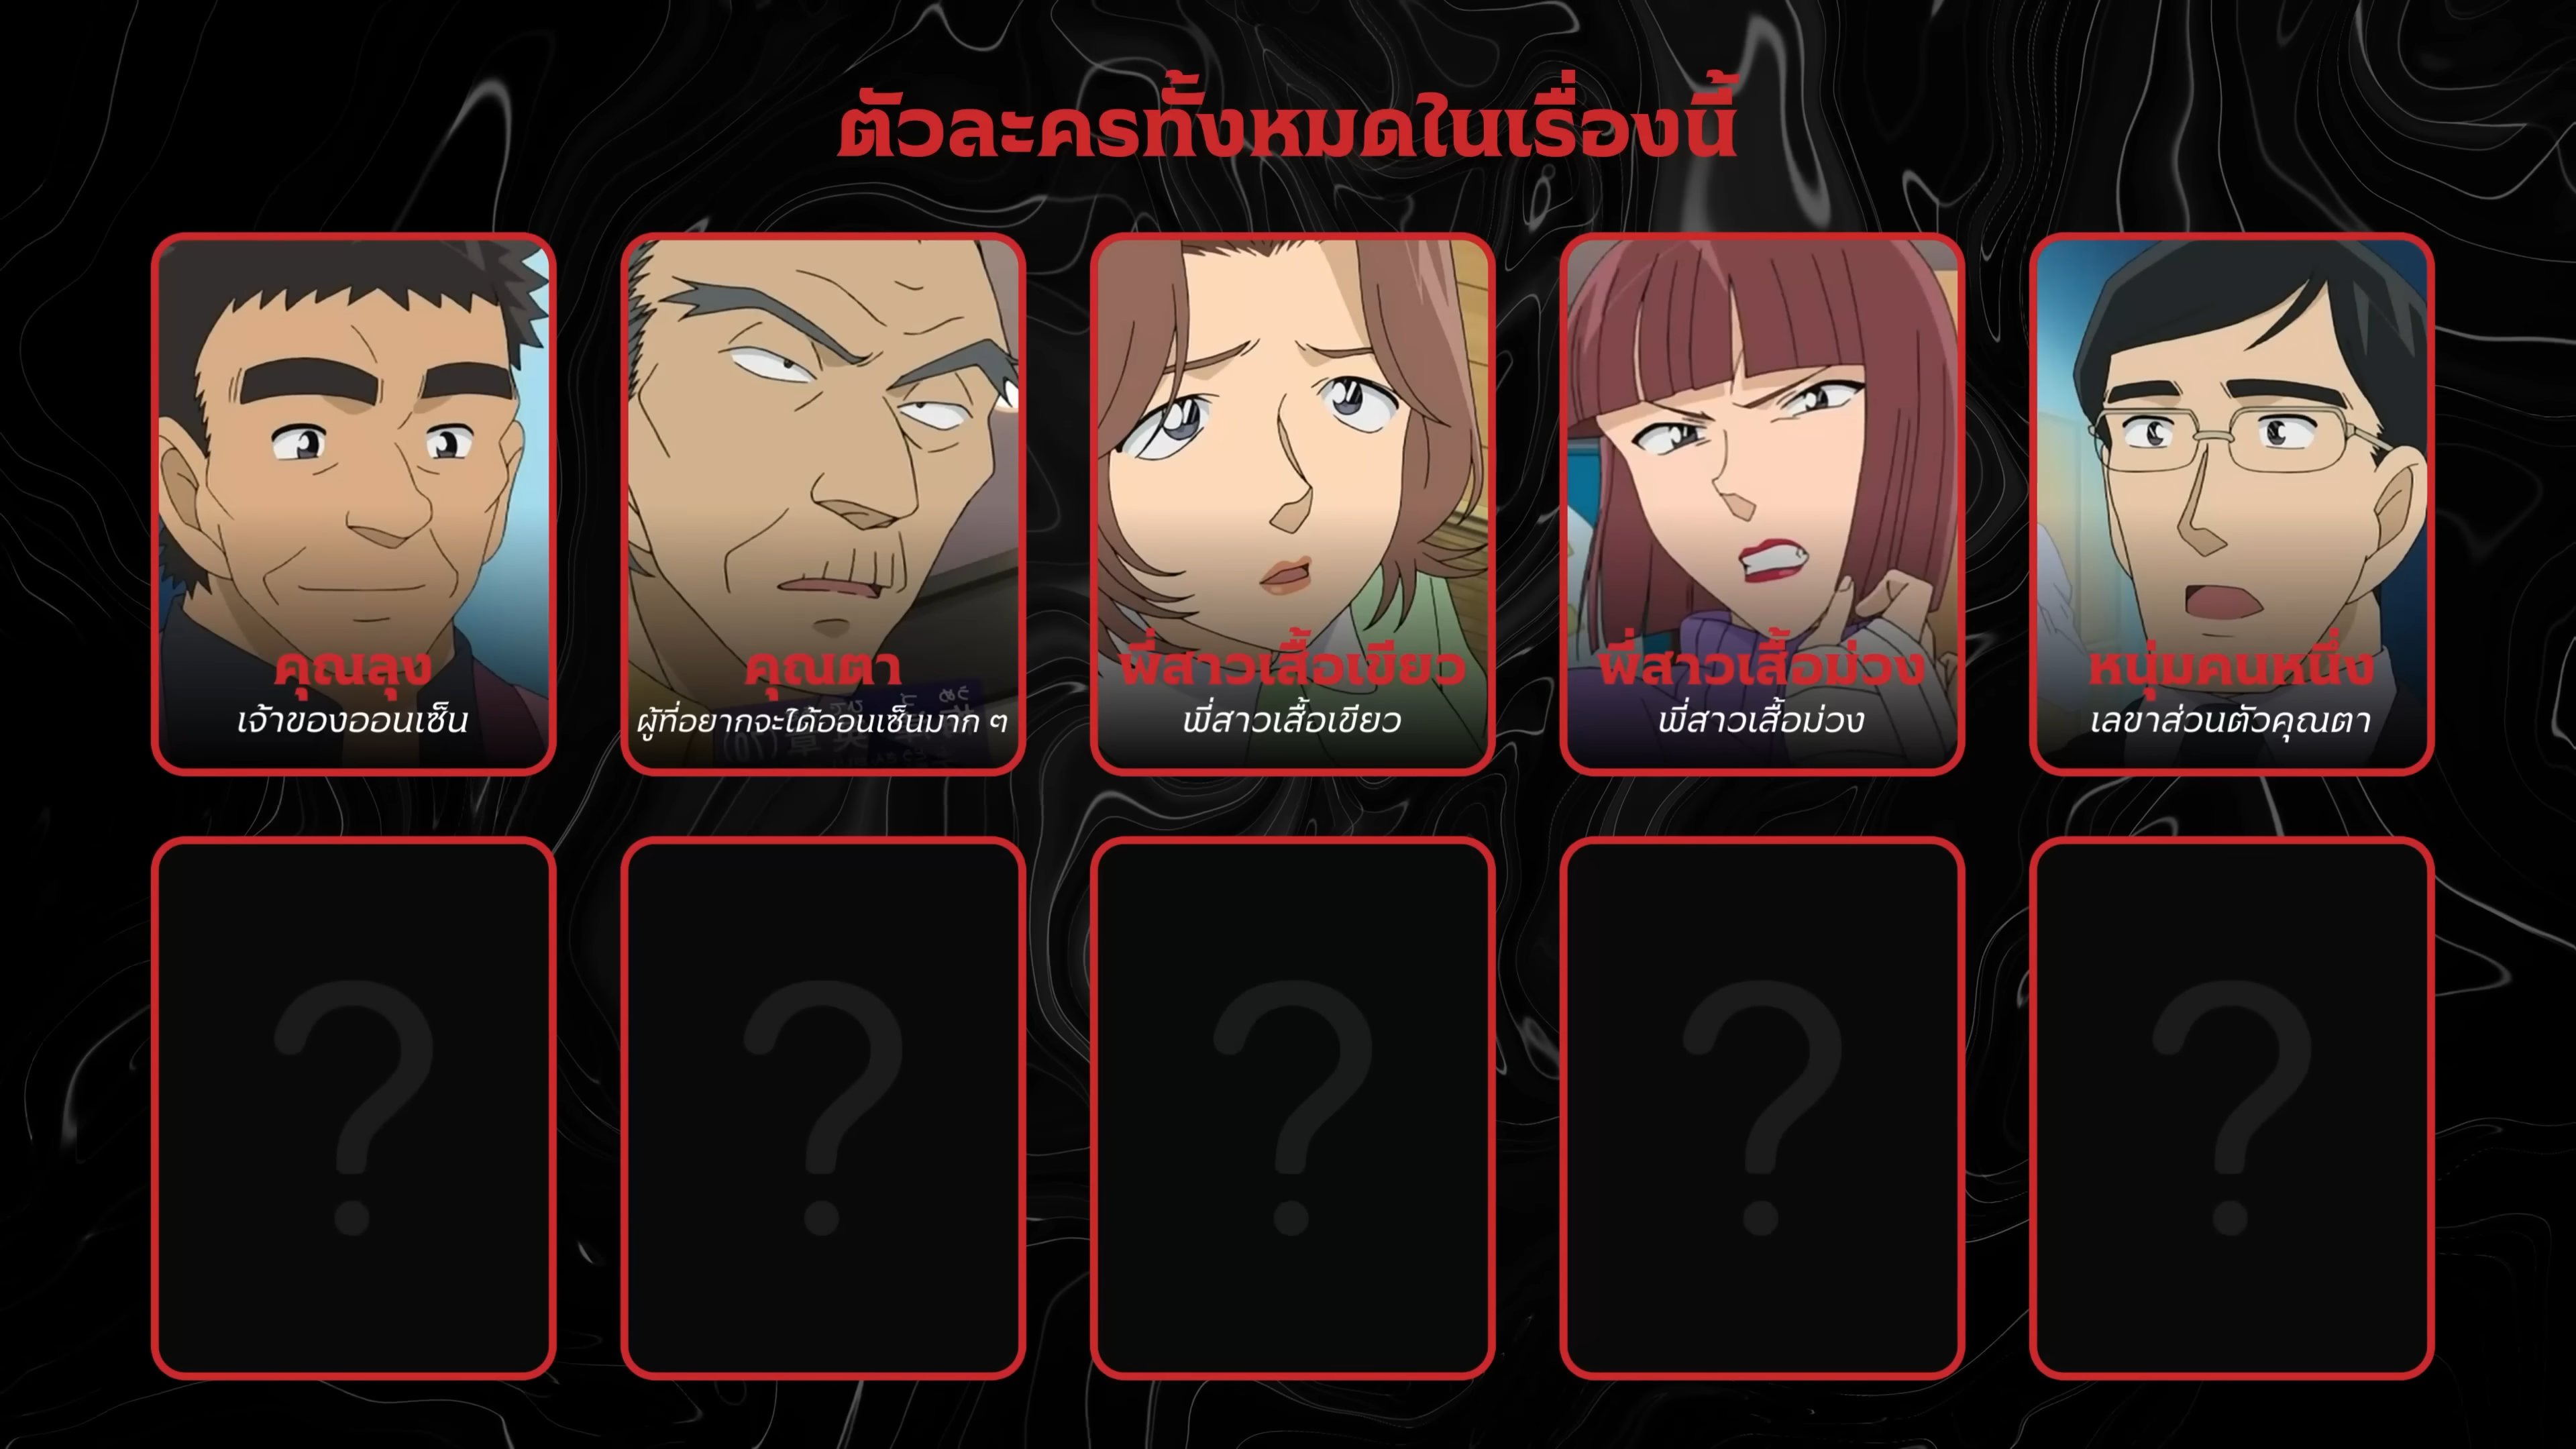 ตัวละครทั้งหมดในเรื่องนี้
คุณลุง
เจ้าของออนเซ็น
คุณตา
ผู้ที่อยากจะได้ออนเซ็นมาก ๆ
พี่สาวเสื้อเขียว
พี่สาวเสื้อเขียว
พี่สาวเสื้อม่วง
พี่สาวเสื้อม่วง
หนุ่มคนหนึ่ง
เลขาส่วนตัวคุณตา
?
?
?
?
?